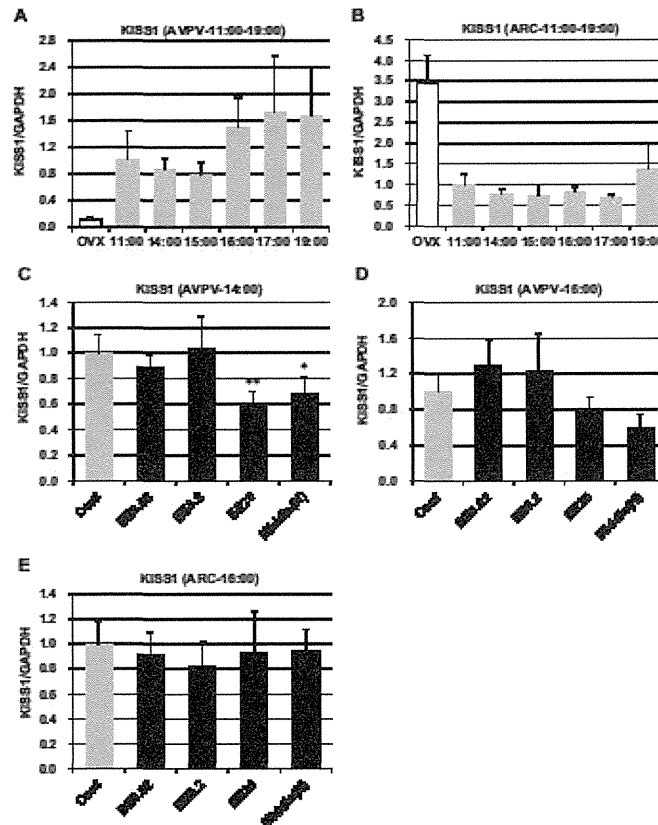 A
KISS1 (AVPV-11:00-19:00)
KISS1/GAPDH
2.8
2.4
2.0
1.6
1.2
0.8
0.4
0.0
OVX 11:00 14:00 15:00 16:00 17:00 19:00
B
KISS1 (ARC-11:00-19:00)
KISS1/GAPDH
4.5
4.0
3.5
3.0
2.5
2.0
1.5
1.0
0.5
0.0
OVX 11:00 14:00 15:00 16:00 17:00 19:00
C
KISS1 (AVPV-14:00)
KISS1/GAPDH
1.4
1.2
1.0
0.8
0.6
0.4
0.2
0.0
**
*
Cont
D
KISS1 (AVPV-16:00)
KISS1/GAPDH
2.0
1.6
1.2
0.8
0.4
0.0
Cont
E
KISS1 (ARC-16:00)
KISS1/GAPDH
1.4
1.2
1.0
0.8
0.6
0.4
0.2
0.0
Cont